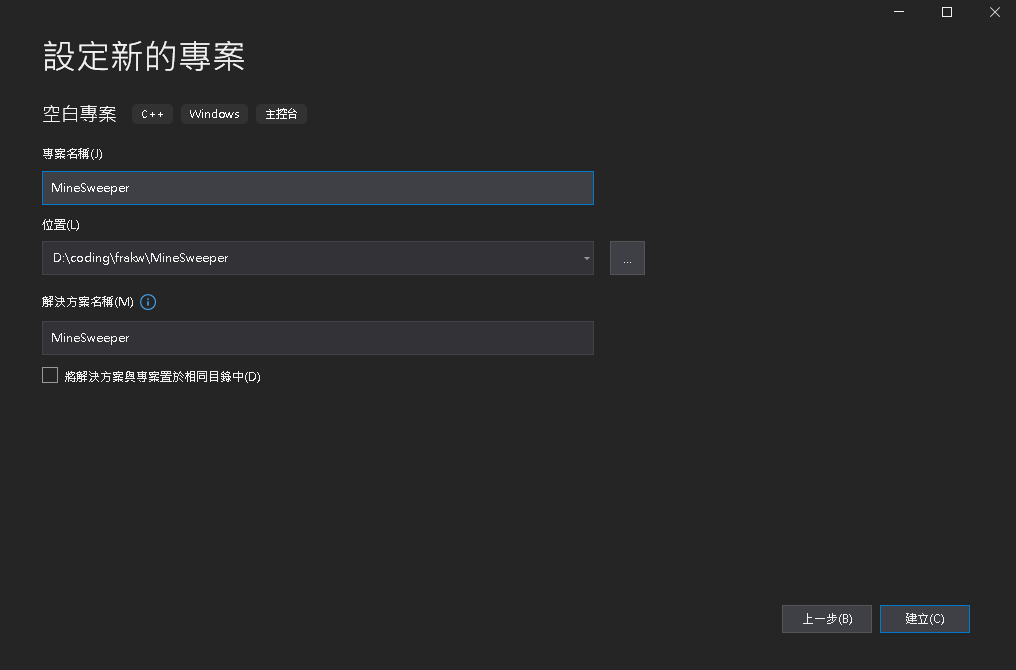 設定新的專案
空白專案 C++ Windows 主控台
專案名稱(J)
MineSweeper
位置(L)
D:\coding\frakw\MineSweeper
...
解決方案名稱(M)
MineSweeper
將解決方案與專案置於相同目錄中(D)
上一步(B) 建立(C)